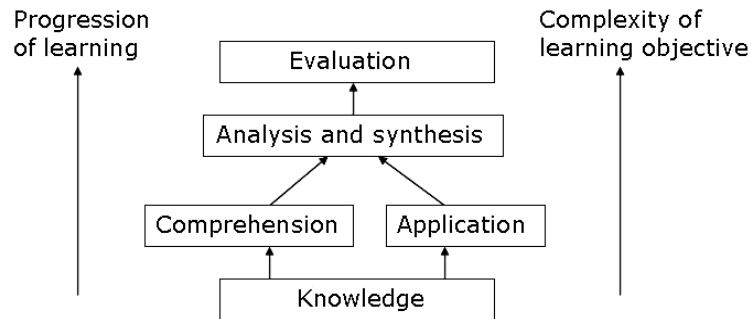 Progression
of learning
Complexity of
learning objective
Evaluation
Analysis and synthesis
Comprehension
Application
Knowledge